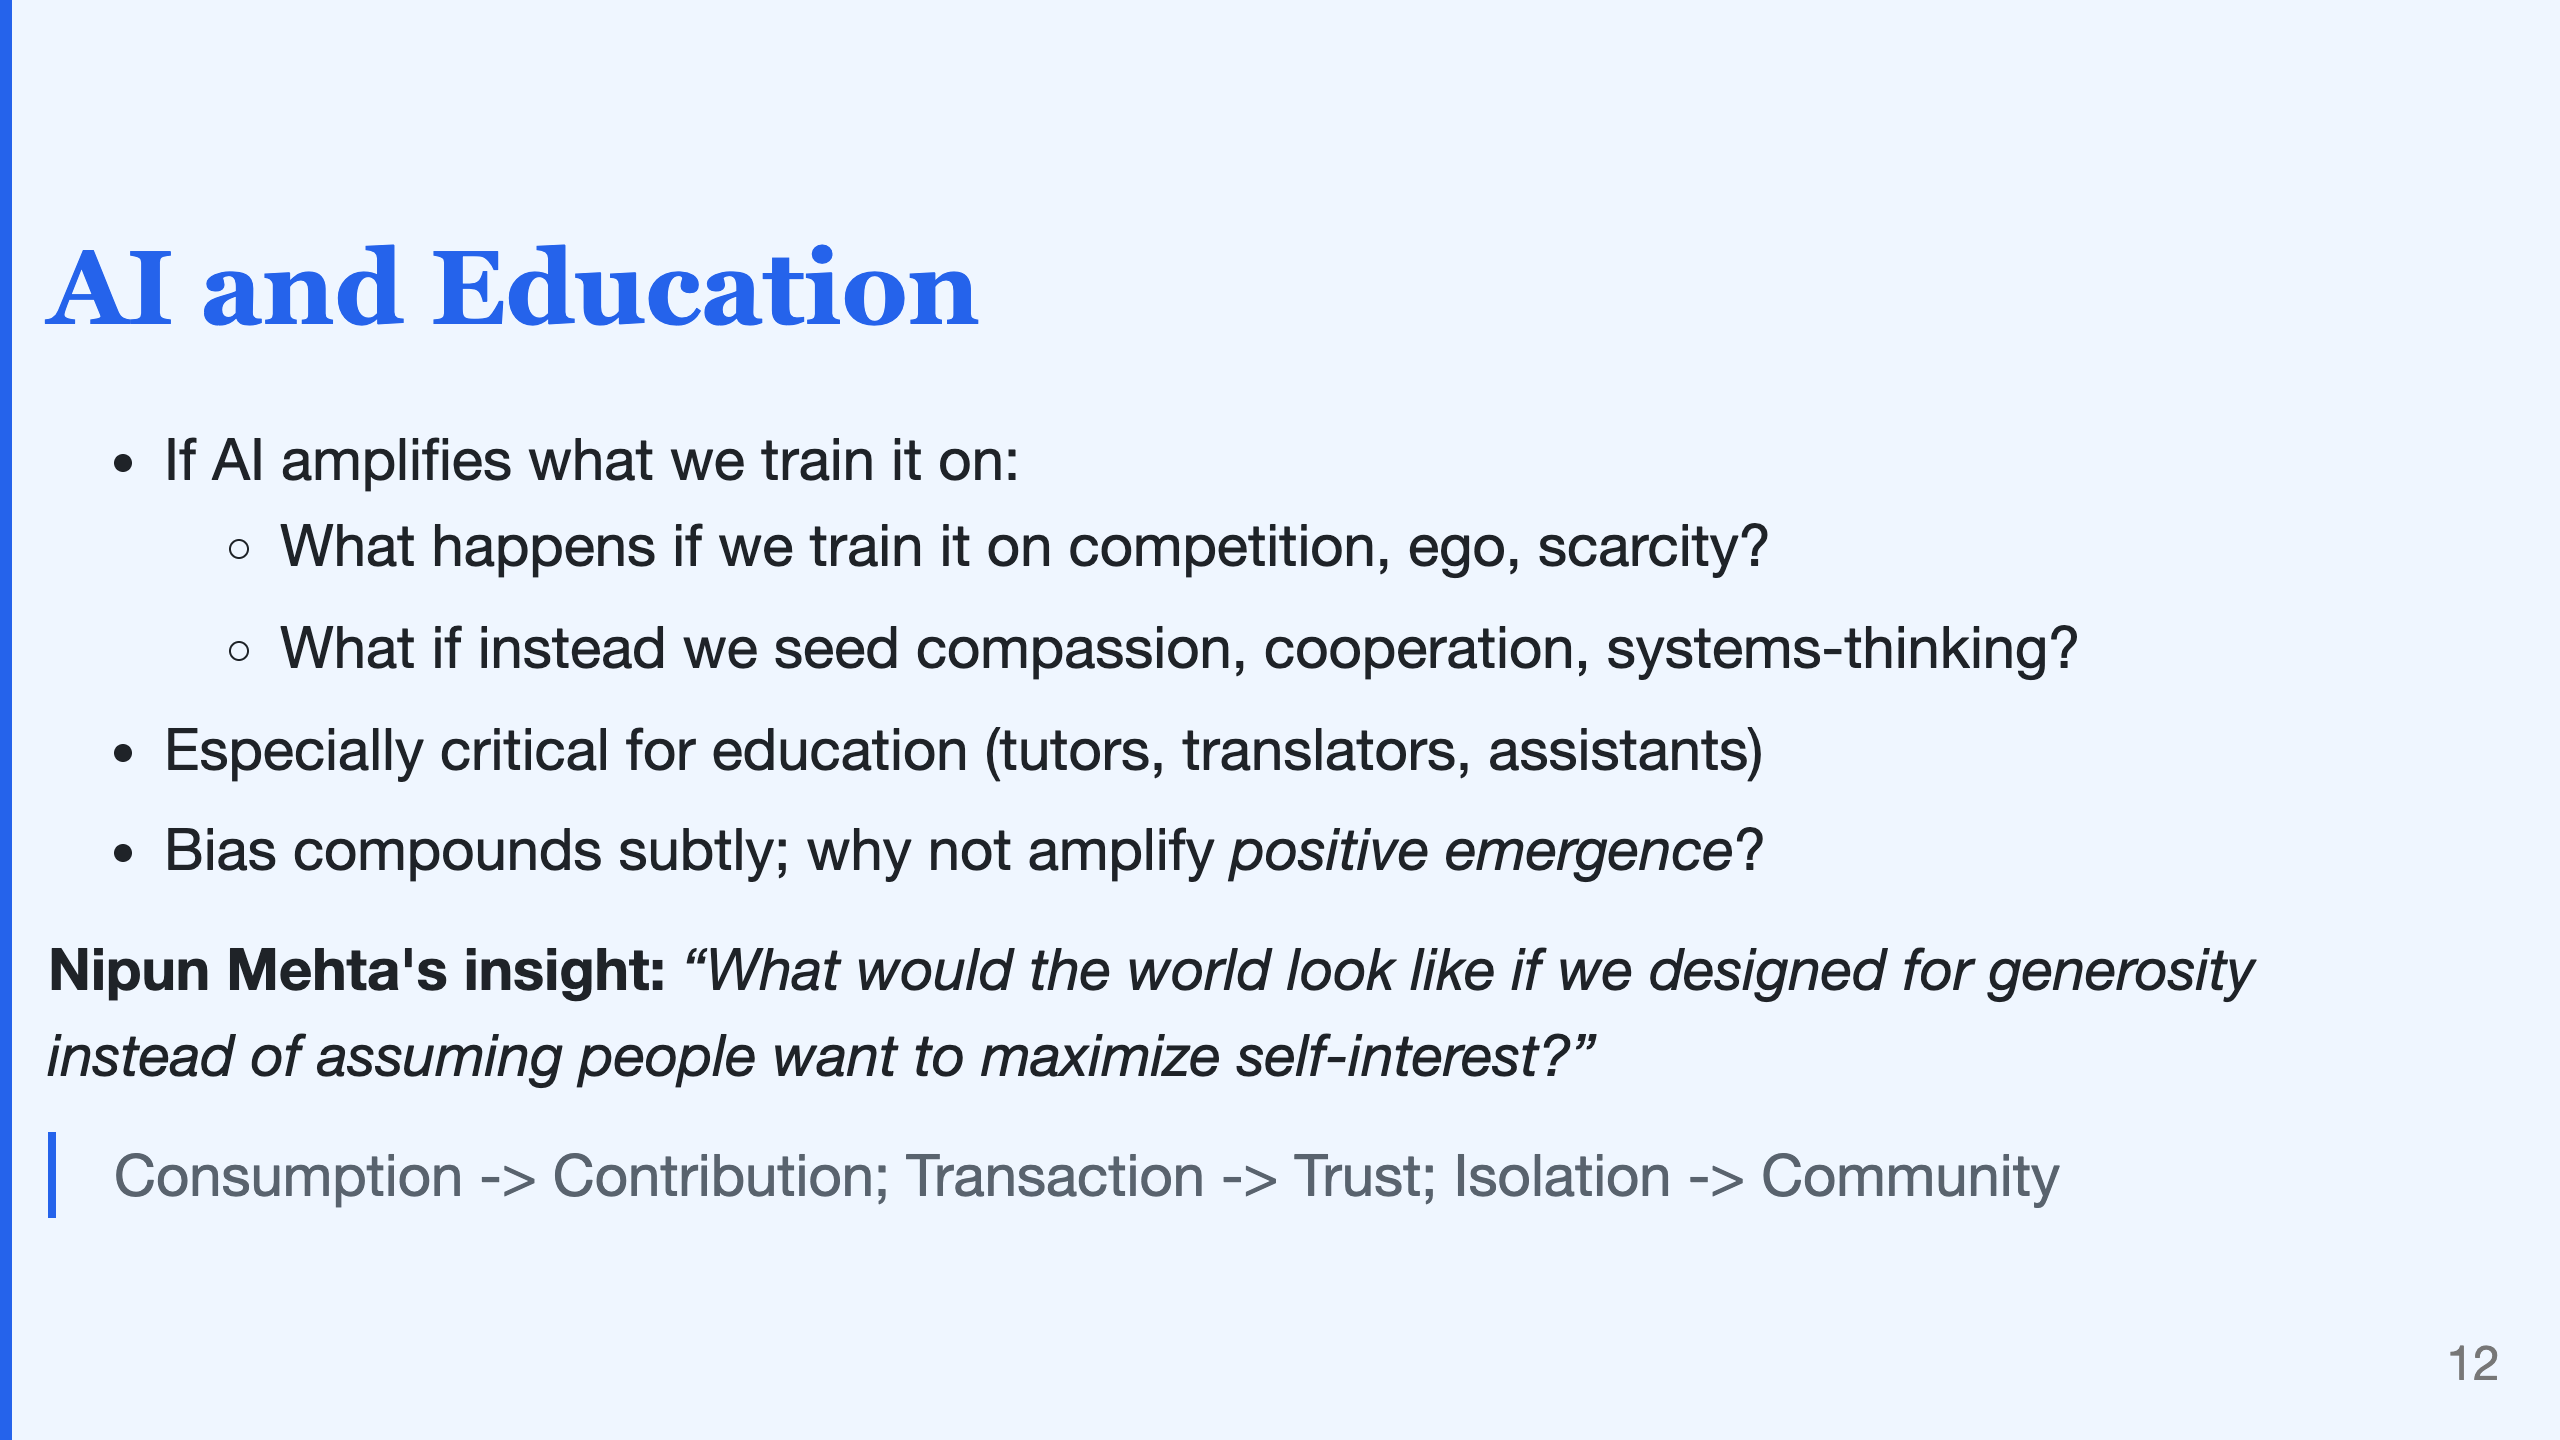 AI and Education
• If AI amplifies what we train it on:
○ What happens if we train it on competition, ego, scarcity?
○ What if instead we seed compassion, cooperation, systems-thinking?
• Especially critical for education (tutors, translators, assistants)
• Bias compounds subtly; why not amplify positive emergence?
Nipun Mehta's insight: “What would the world look like if we designed for generosity
instead of assuming people want to maximize self-interest?”
Consumption -> Contribution; Transaction -> Trust; Isolation -> Community
12